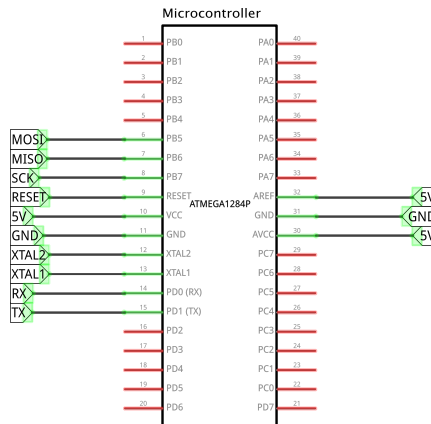 Microcontroller
1 PB0 PA0 40
2 PB1 PA1 39
3 PB2 PA2 38
4 PB3 PA3 37
5 PB4 PA4 36
MOSI 6 PB5 PA5 35
MISO 7 PB6 PA6 34
SCK 8 PB7 PA7 33
RESET 9 RESET AREF 32 5V
ATMEGA1284P
5V 10 VCC GND 31 GND
GND 11 GND AVCC 30 5V
XTAL2 12 XTAL2 PC7 29
XTAL1 13 XTAL1 PC6 28
RX 14 PD0 (RX) PC5 27
TX 15 PD1 (TX) PC4 26
16 PD2 PC3 25
17 PD3 PC2 24
18 PD4 PC1 23
19 PD5 PC0 22
20 PD6 PD7 21